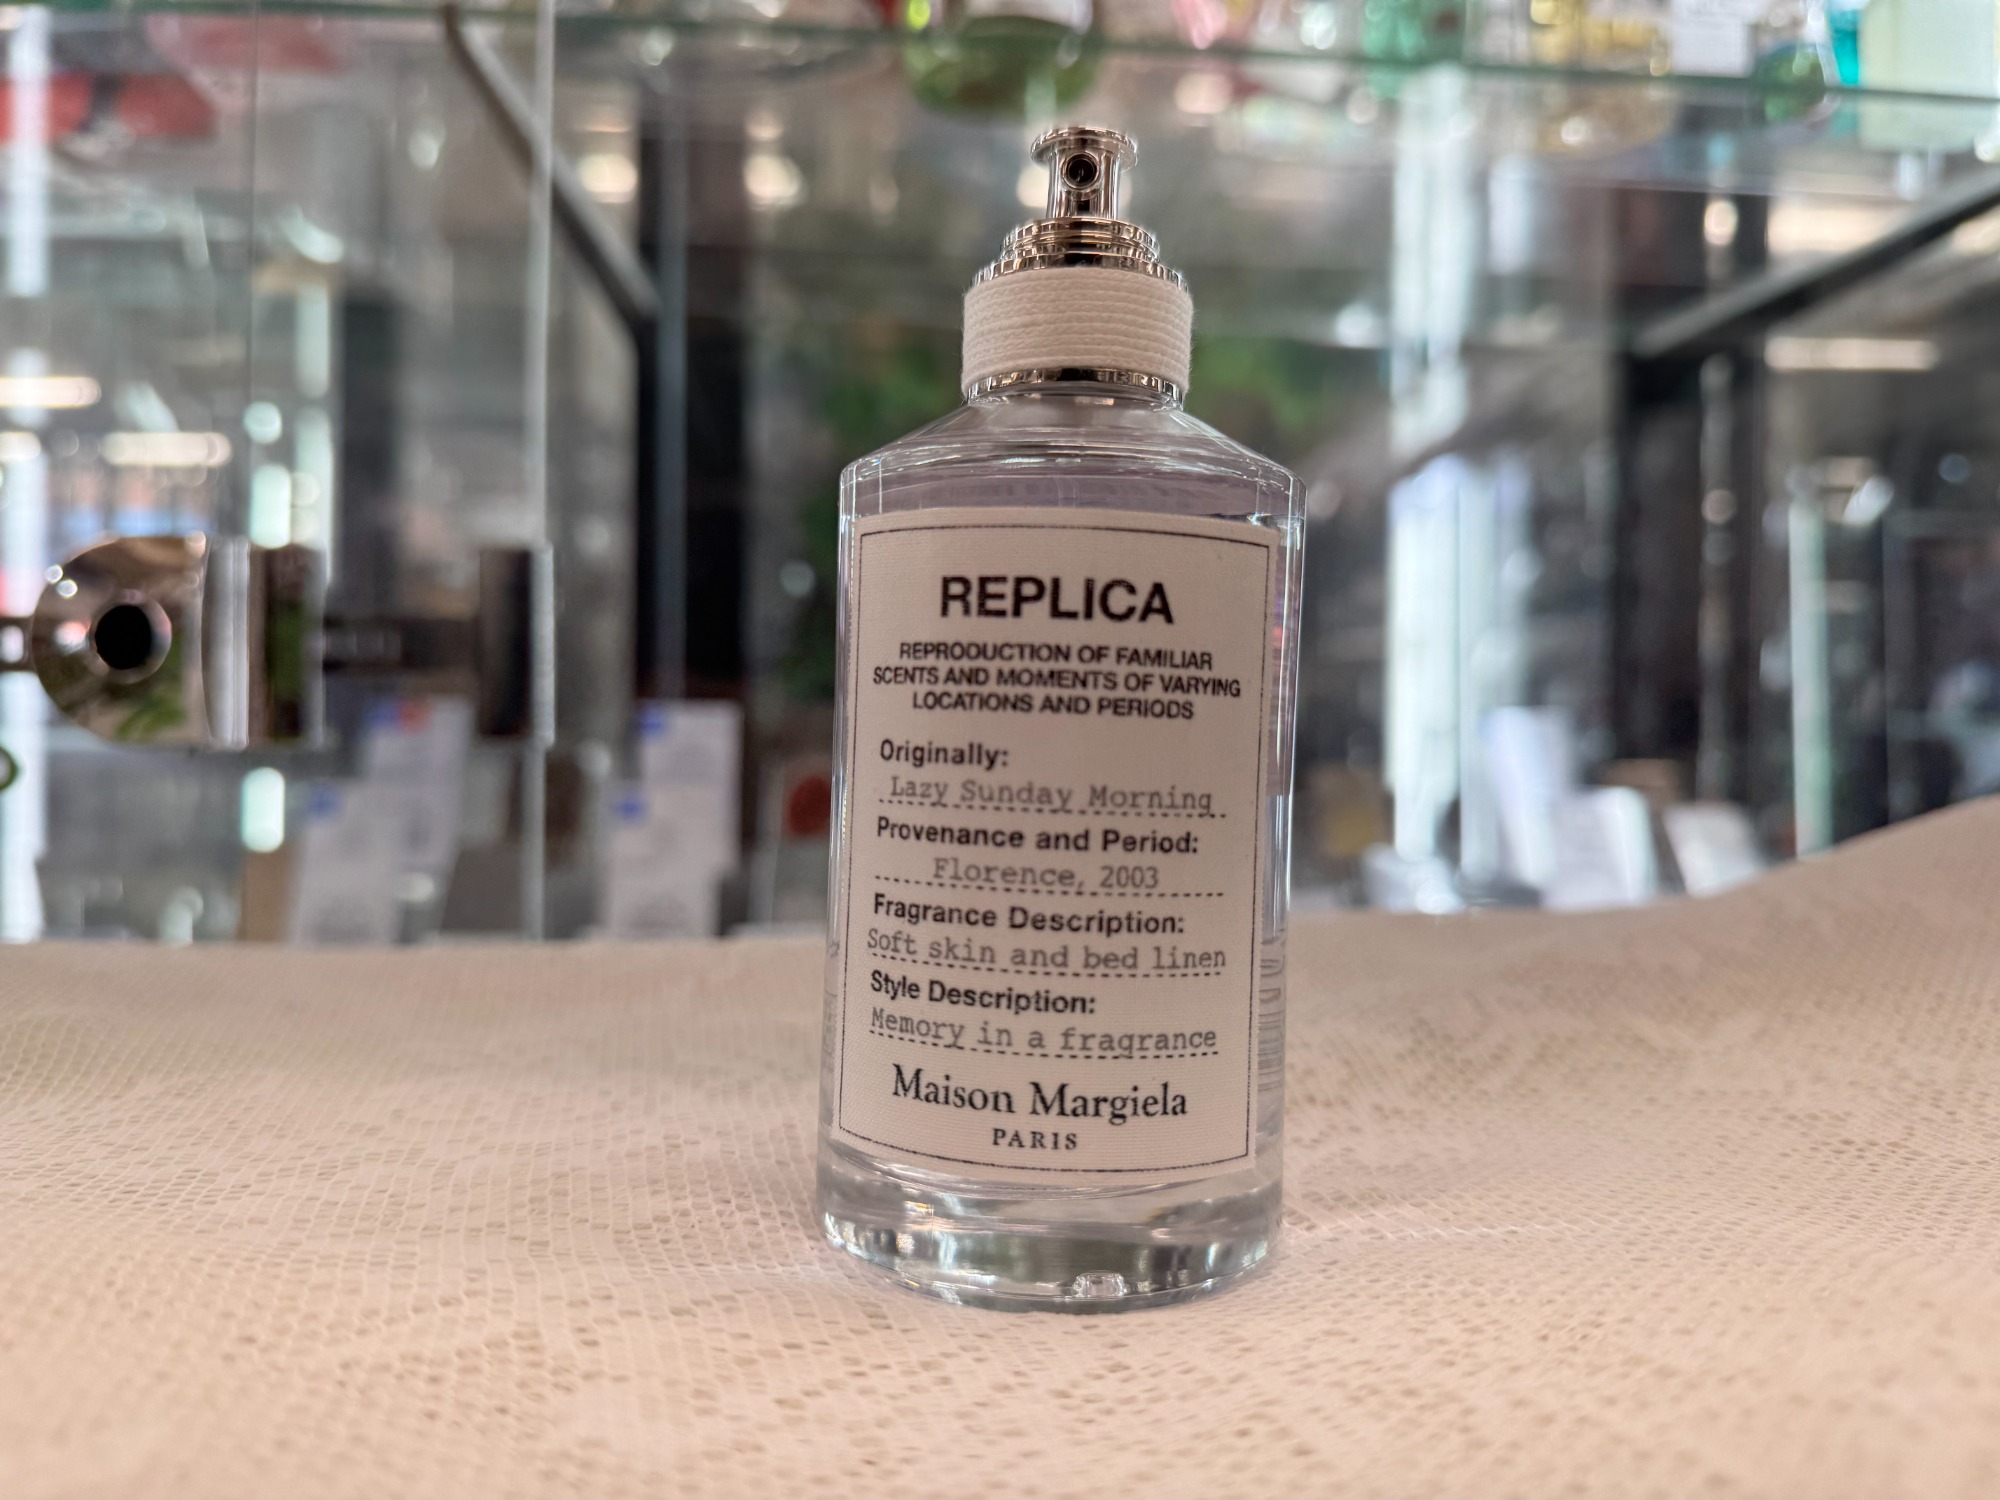 REPLICA
REPRODUCTION OF FAMILIAR
SCENTS AND MOMENTS OF VARYING
LOCATIONS AND PERIODS
Originally:
Lazy Sunday Morning
Provenance and Period:
Florence, 2003
Fragrance Description:
Soft skin and bed linen
Style Description:
Memory in a fragrance
Maison Margiela
PARIS